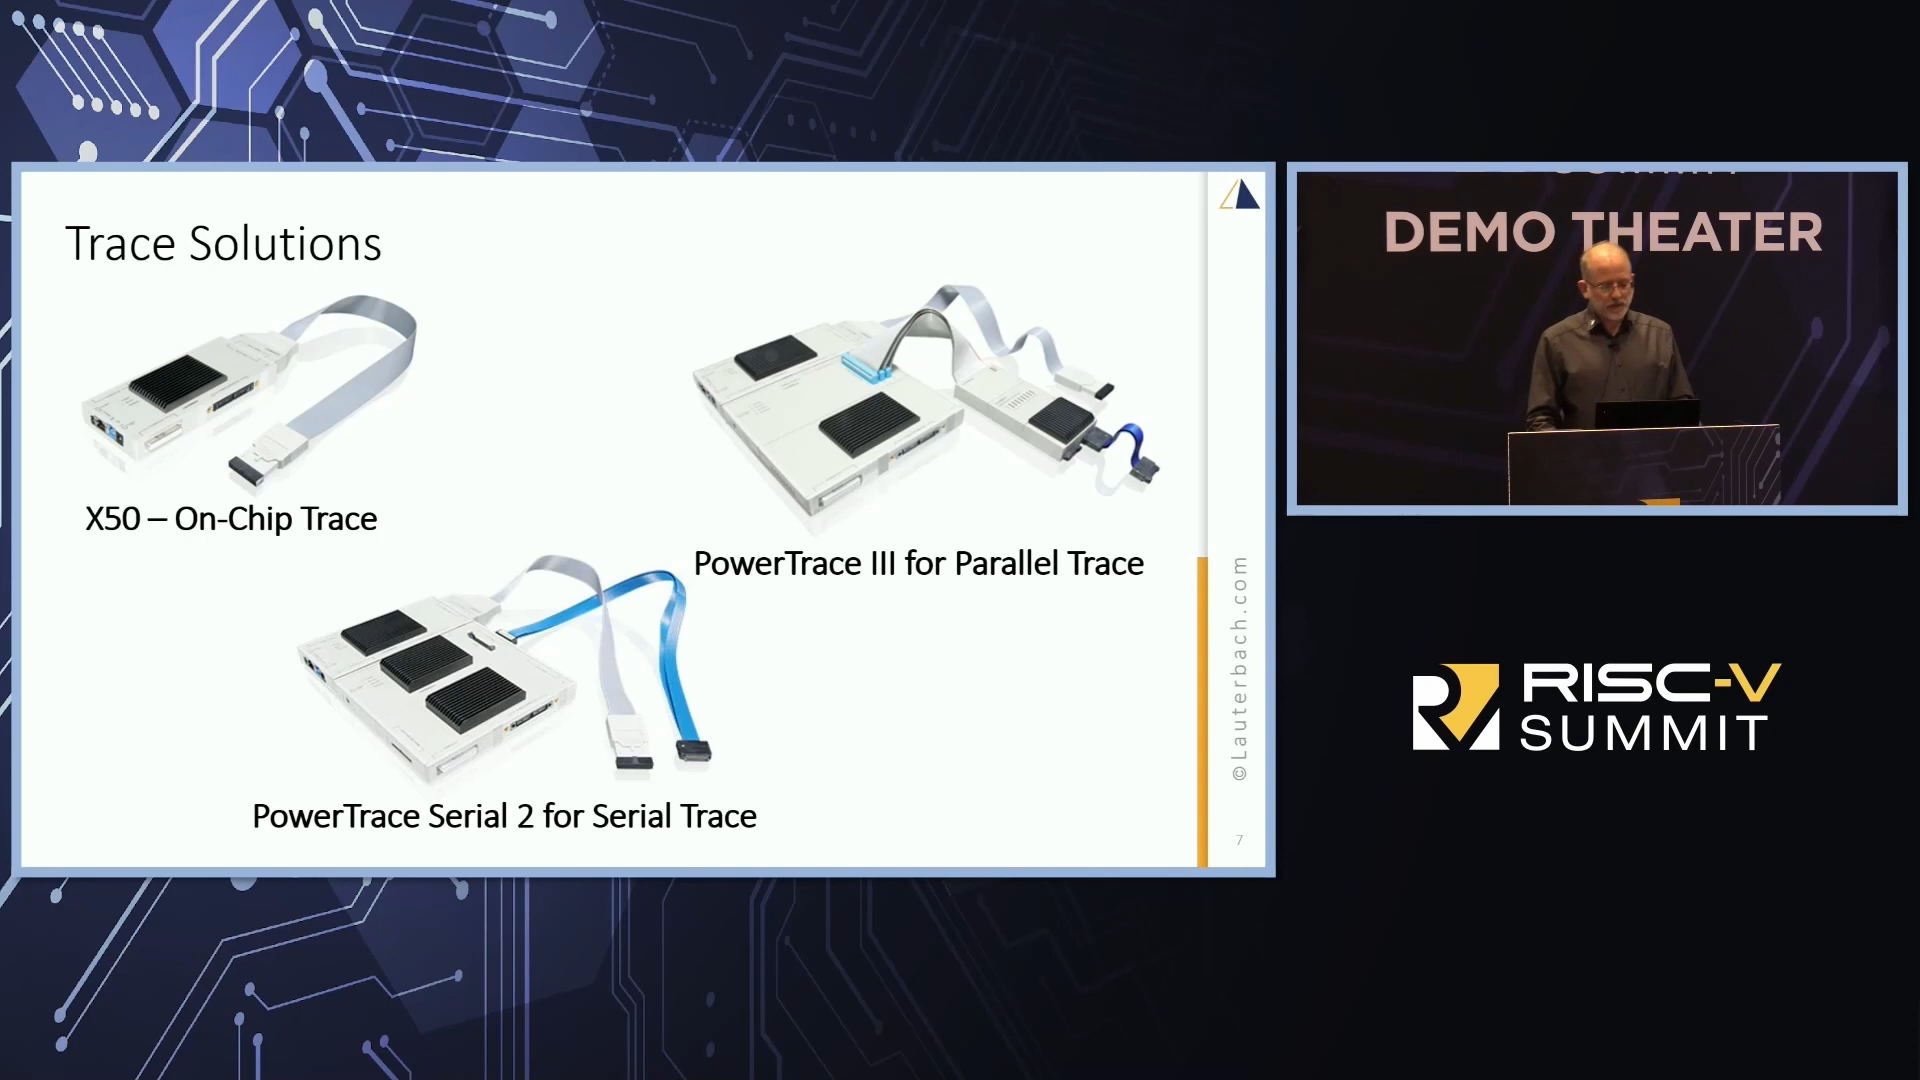 Trace Solutions
X50 – On-Chip Trace
PowerTrace III for Parallel Trace
PowerTrace Serial 2 for Serial Trace
©Lauterbach.com
7
DEMO THEATER
RISC-V
SUMMIT